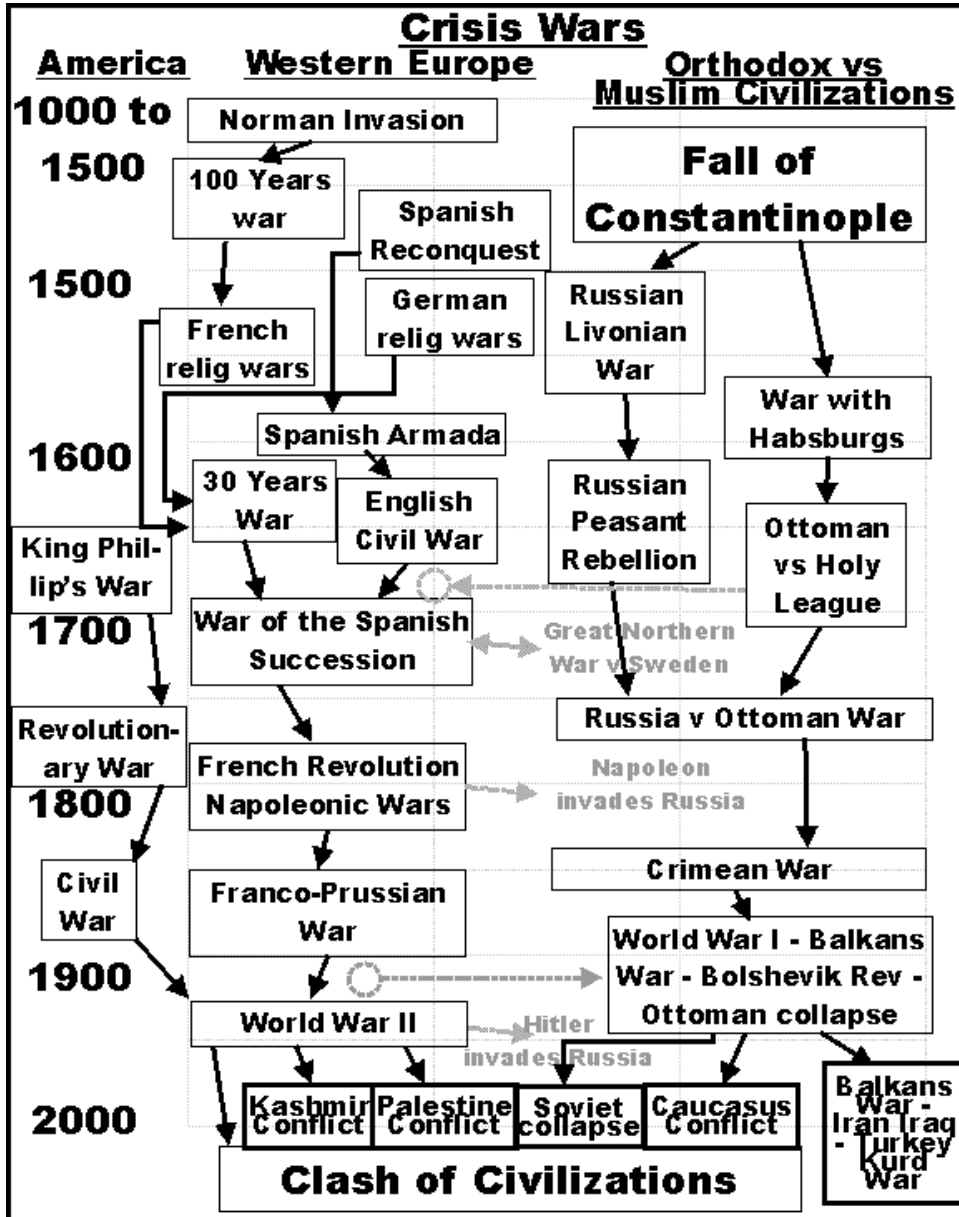 Crisis Wars
America
Western Europe
Orthodox vs
Muslim Civilizations
1000 to
1500
Norman Invasion
100 Years
war
Spanish
Reconquest
Fall of
Constantinople
1500
French
relig wars
German
relig wars
Russian
Livonian
War
War with
Habsburgs
Spanish Armada
1600
30 Years
War
English
Civil War
Russian
Peasant
Rebellion
Ottoman
vs Holy
League
King Phil-
lip's War
1700
War of the Spanish
Succession
Great Northern
War v Sweden
Russia v Ottoman War
Revolution-
ary War
1800
French Revolution
Napoleonic Wars
Napoleon
invades Russia
Crimean War
Civil
War
Franco-Prussian
War
World War I - Balkans
War - Bolshevik Rev -
Ottoman collapse
1900
World War II
Hitler
invades Russia
2000
Kashmir
Conflict
Palestine
Conflict
Soviet
collapse
Caucasus
Conflict
Balkans
War -
Iran Iraq
- Turkey
Kurd
War
Clash of Civilizations